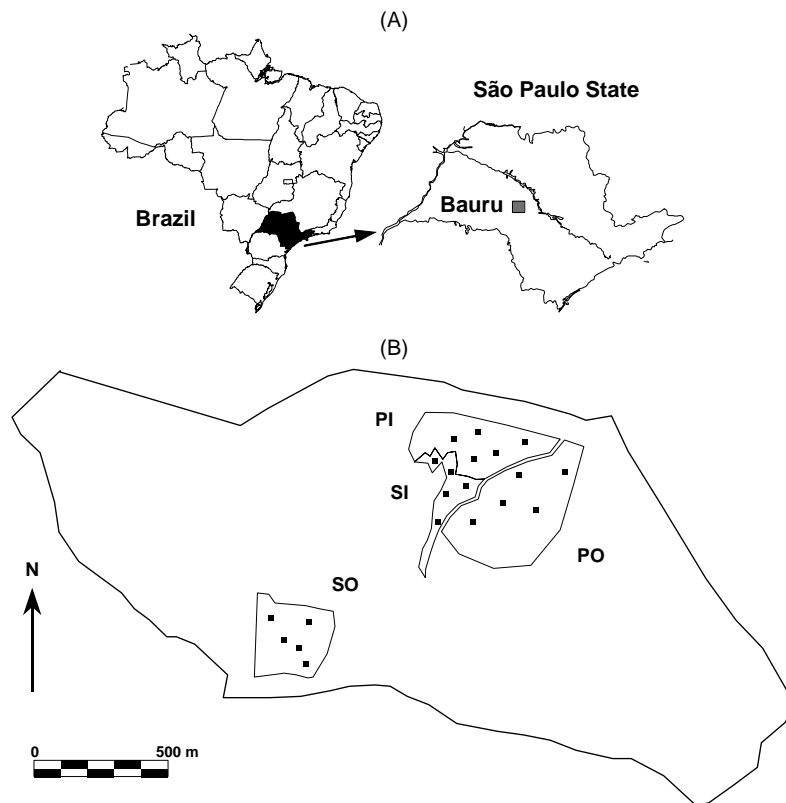 (A)
São Paulo State
Brazil
Bauru
(B)
PI
SI
PO
SO
N
0 500 m